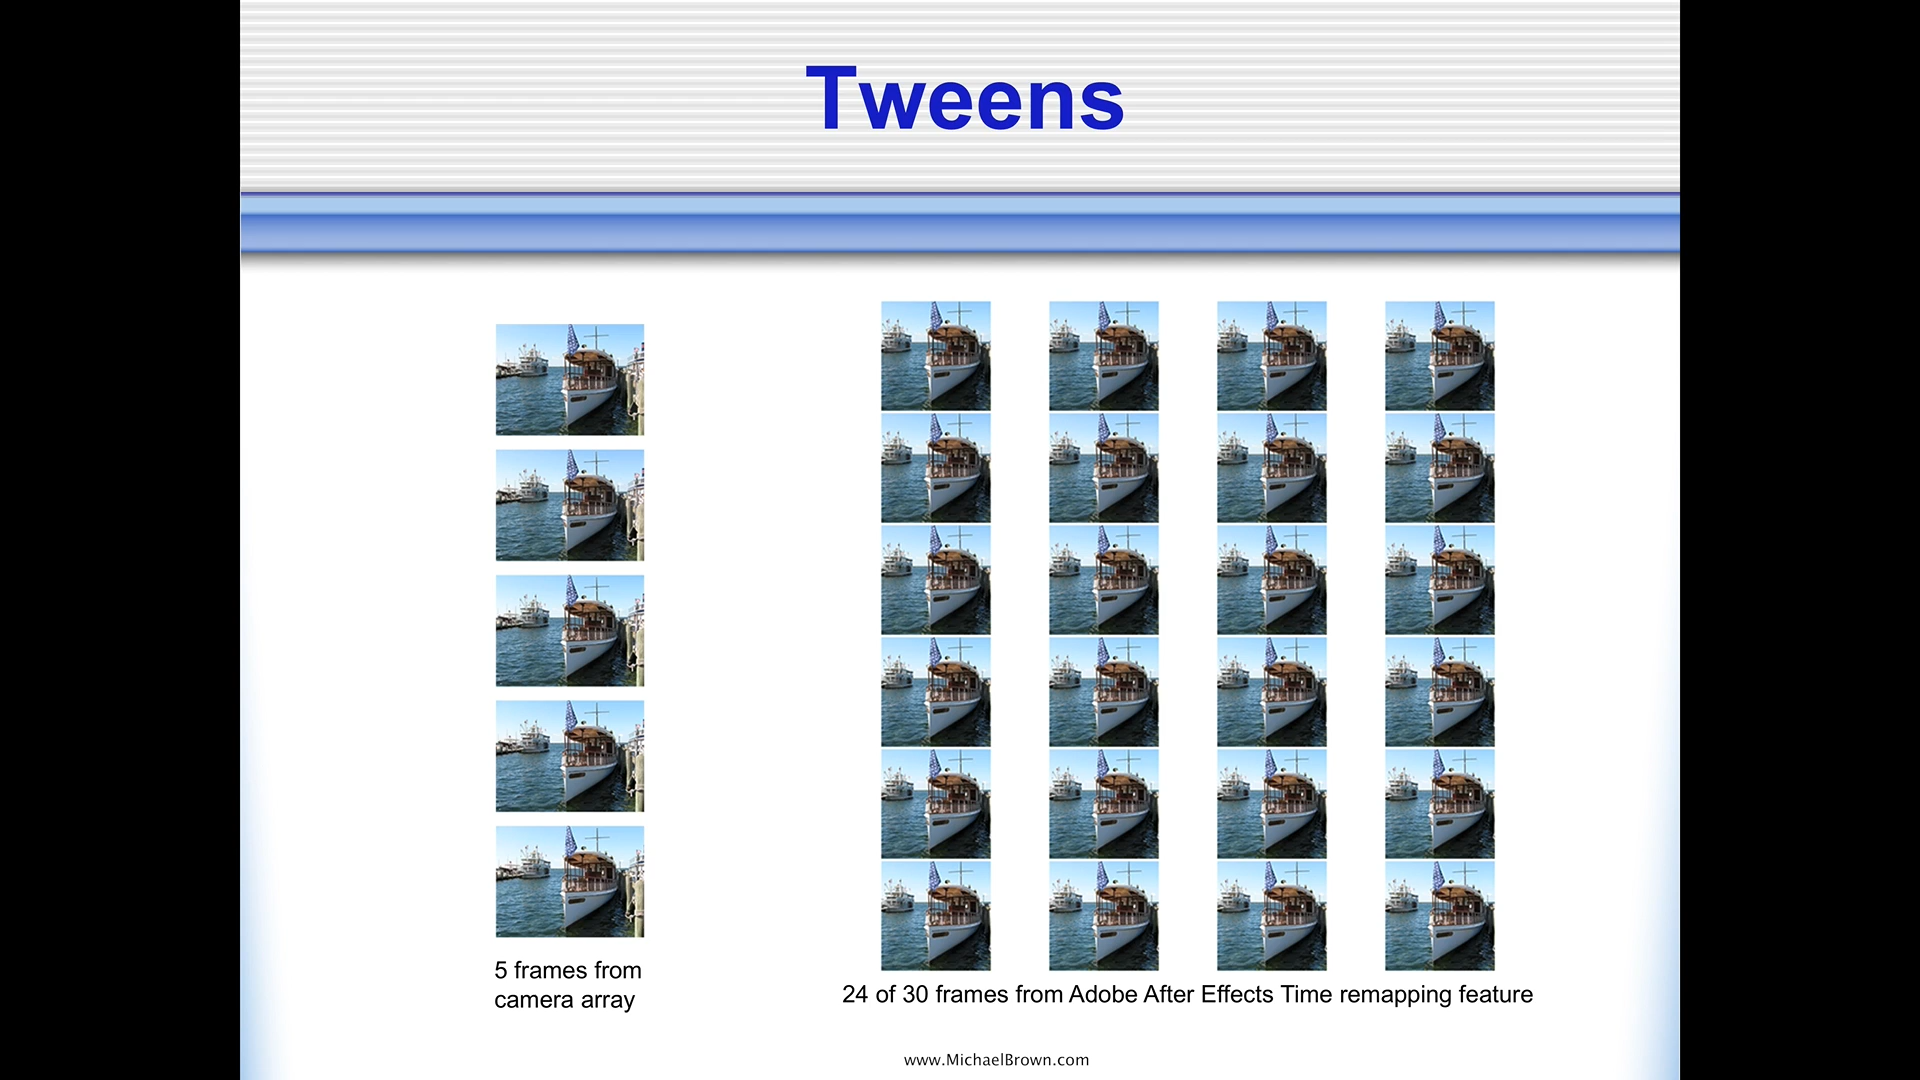 Tweens
5 frames from
camera array
24 of 30 frames from Adobe After Effects Time remapping feature
www.MichaelBrown.com